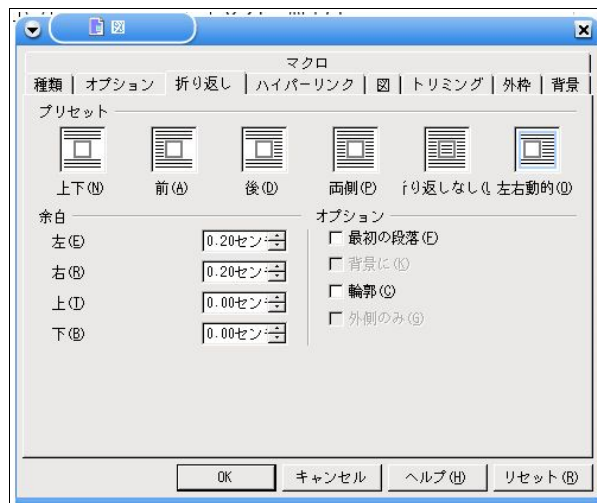 図
マクロ
種類 オプション 折り返し ハイパーリンク 図 トリミング 外枠 背景
プリセット
上下(N) 前(A) 後(D) 両側(P) り返しなし(L 左右動的(O)
余白 オプション
左(E) 0.20セン 最初の段落(F)
右(R) 0.20セン 背景に(K)
上(T) 0.00セン 輪郭(C)
下(B) 0.00セン 外側のみ(G)
OK キャンセル ヘルプ(H) リセット(R)